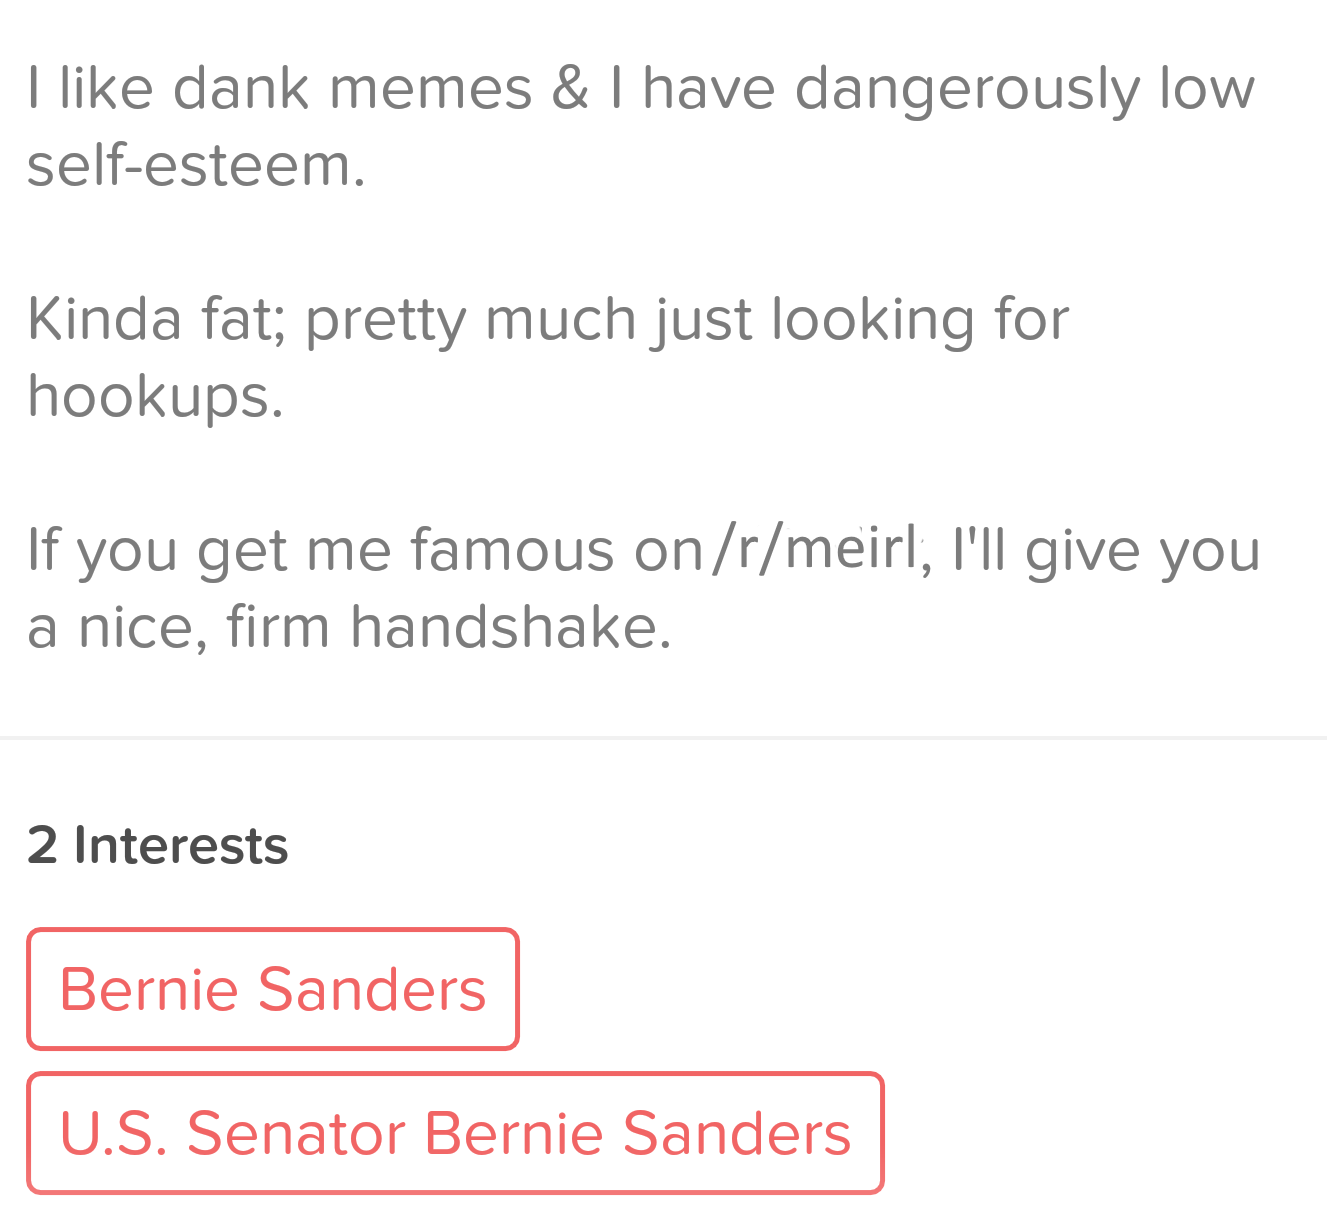 I like dank memes & I have dangerously low
self-esteem.
Kinda fat; pretty much just looking for
hookups.
If you get me famous on /r/meirl, I'll give you
a nice, firm handshake.
2 Interests
Bernie Sanders
U.S. Senator Bernie Sanders